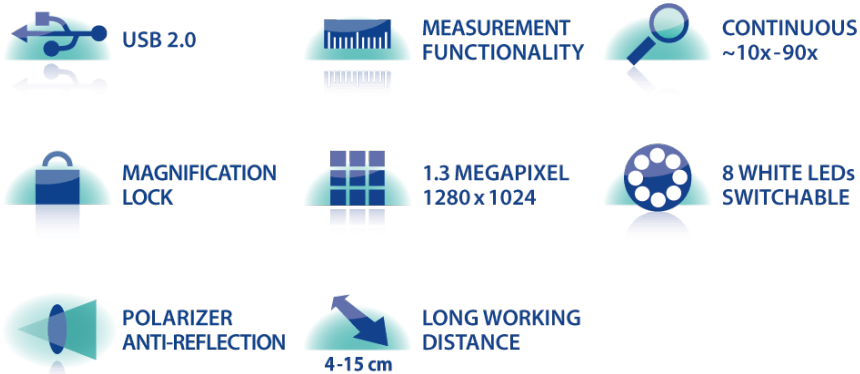 USB 2.0
MEASUREMENT
FUNCTIONALITY
CONTINUOUS
~10x-90x
MAGNIFICATION
LOCK
1.3 MEGAPIXEL
1280 x 1024
8 WHITE LEDs
SWITCHABLE
POLARIZER
ANTI-REFLECTION
4-15 cm
LONG WORKING
DISTANCE